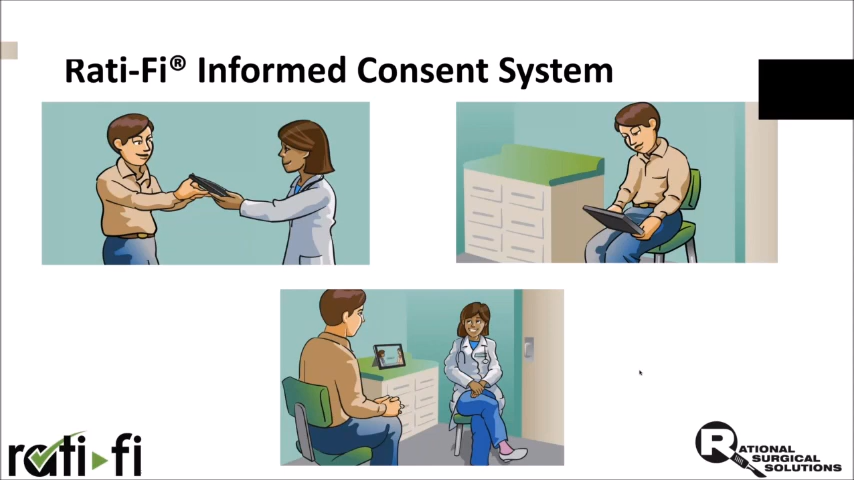 Rati-Fi® Informed Consent System
rati-fi
RATIONAL
SURGICAL
SOLUTIONS